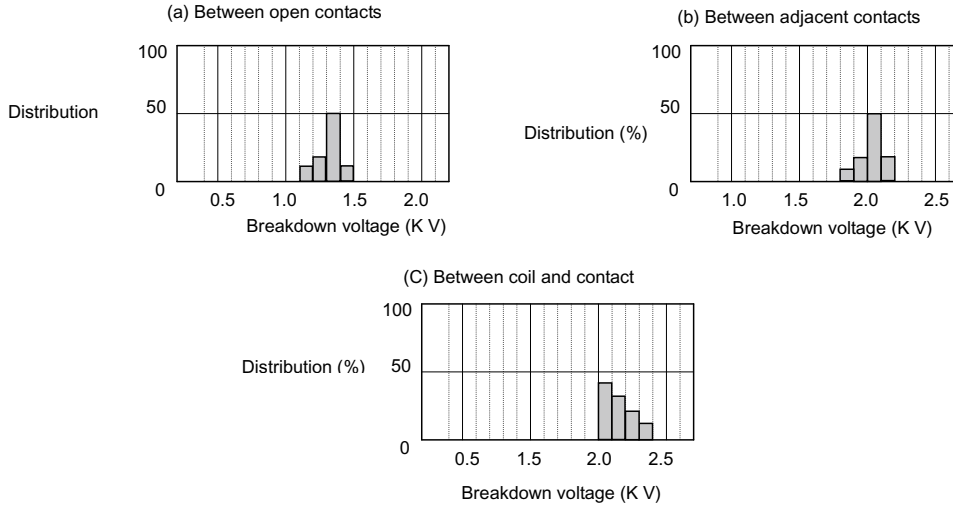 (a) Between open contacts
100
Distribution
50
0
0.5 1.0 1.5 2.0
Breakdown voltage (K V)
(b) Between adjacent contacts
100
50
Distribution (%)
0
1.0 1.5 2.0 2.5
Breakdown voltage (K V)
(C) Between coil and contact
100
Distribution (%)
50
0
0.5 1.5 2.0 2.5
Breakdown voltage (K V)